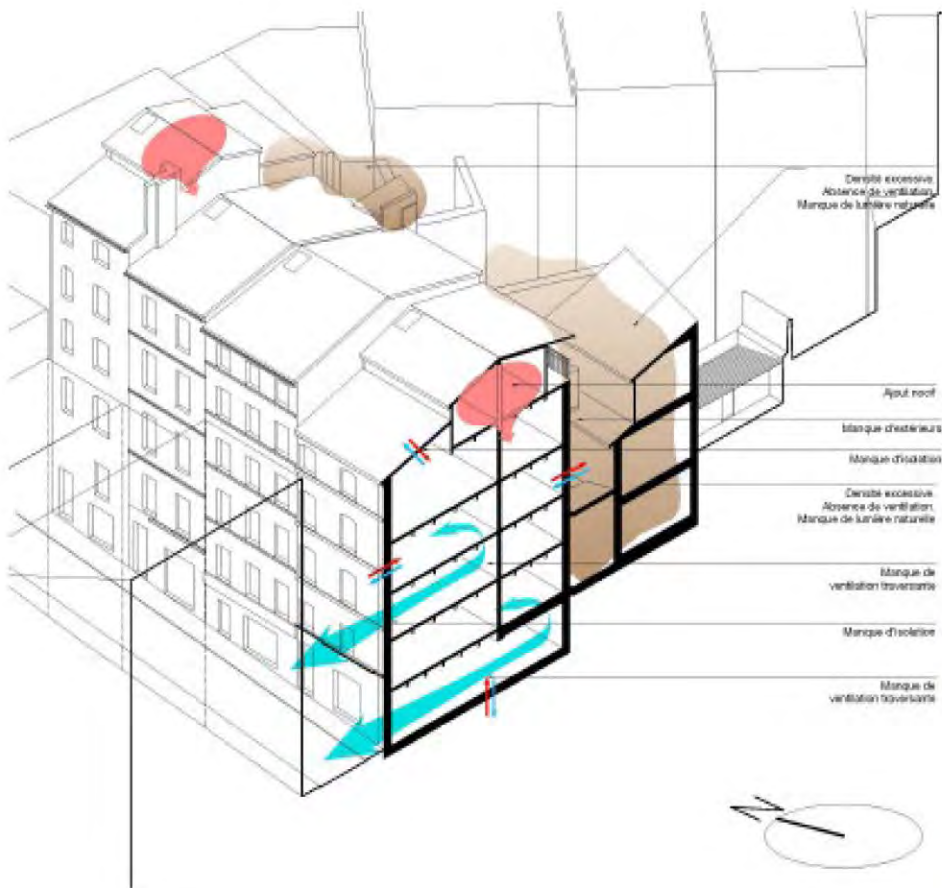 Densité excessive.
Absence de ventilation.
Manque de lumière naturelle
Ajout nocif
Manque d'extérieurs
Manque d'isolation
Densité excessive.
Absence de ventilation.
Manque de lumière naturelle
Manque de
ventilation traversante
Manque d'isolation
Manque de
ventilation traversante
N